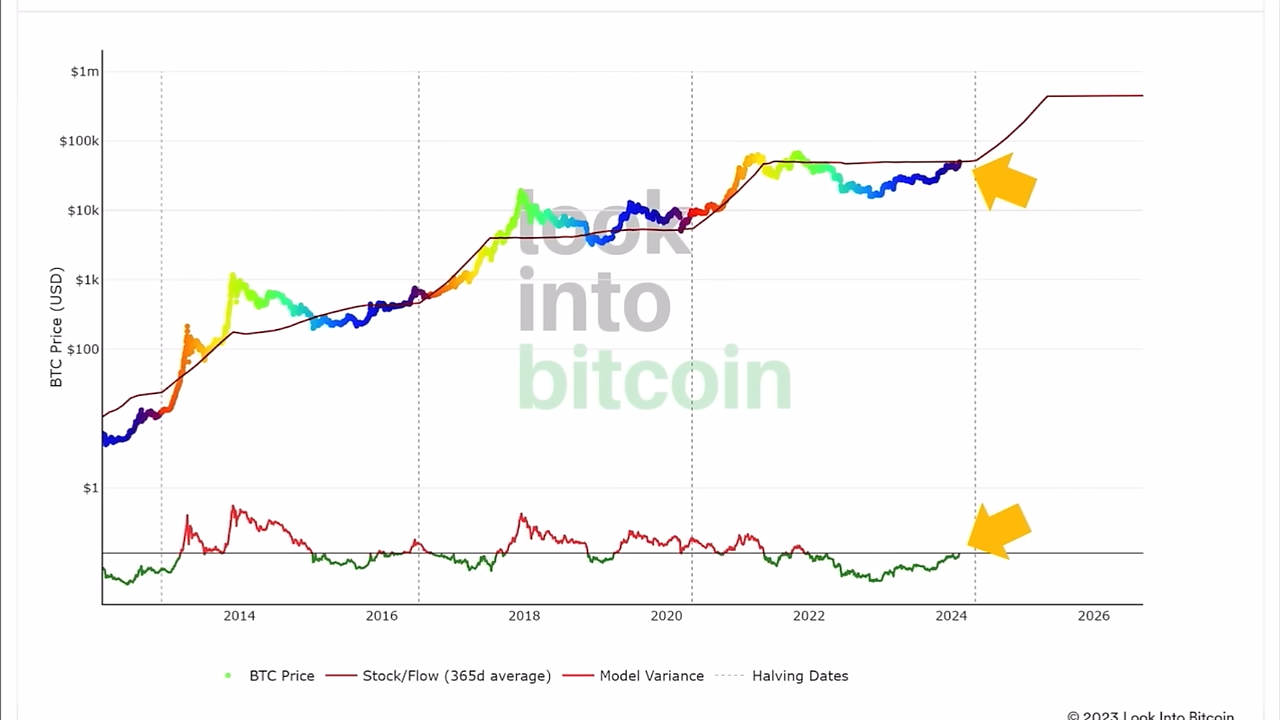 $1m
$100k
$10k
$1k
$100
$1
BTC Price (USD)
look
into
bitcoin
2014 2016 2018 2020 2022 2024 2026
BTC Price Stock/Flow (365d average) Model Variance Halving Dates
© 2023 Look Into Bitcoin